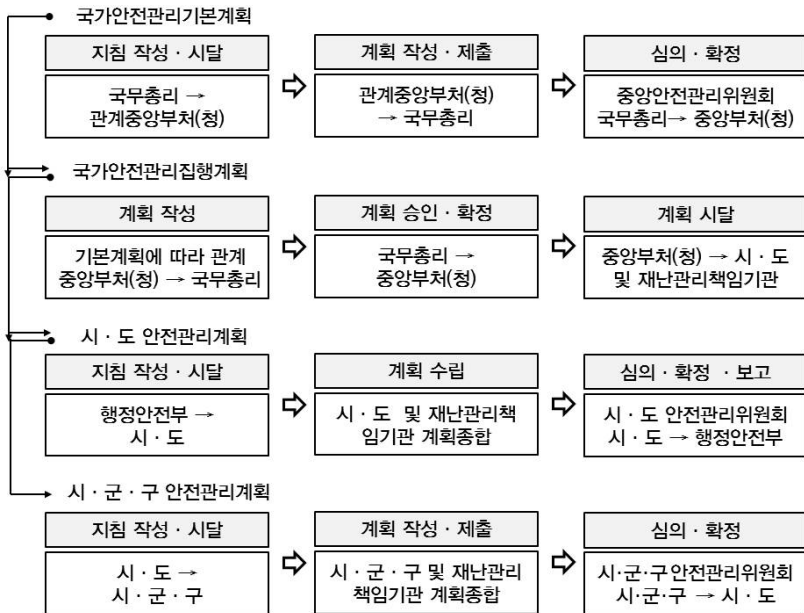 국가안전관리기본계획
지침 작성 · 시달
계획 작성 · 제출
심의 · 확정
국무총리 →
관계중앙부처(청)
관계중앙부처(청)
→ 국무총리
중앙안전관리위원회
국무총리→ 중앙부처(청)
국가안전관리집행계획
계획 작성
계획 승인 · 확정
계획 시달
기본계획에 따라 관계
중앙부처(청) → 국무총리
국무총리 →
중앙부처(청)
중앙부처(청) → 시 · 도
및 재난관리책임기관
시 · 도 안전관리계획
지침 작성 · 시달
계획 수립
심의 · 확정 · 보고
행정안전부 →
시 · 도
시 · 도 및 재난관리책
임기관 계획종합
시 · 도 안전관리위원회
시 · 도 → 행정안전부
시 · 군 · 구 안전관리계획
지침 작성 · 시달
계획 작성 · 제출
심의 · 확정
시 · 도 →
시 · 군 · 구
시 · 군 · 구 및 재난관리
책임기관 계획종합
시·군·구안전관리위원회
시·군·구 → 시 · 도